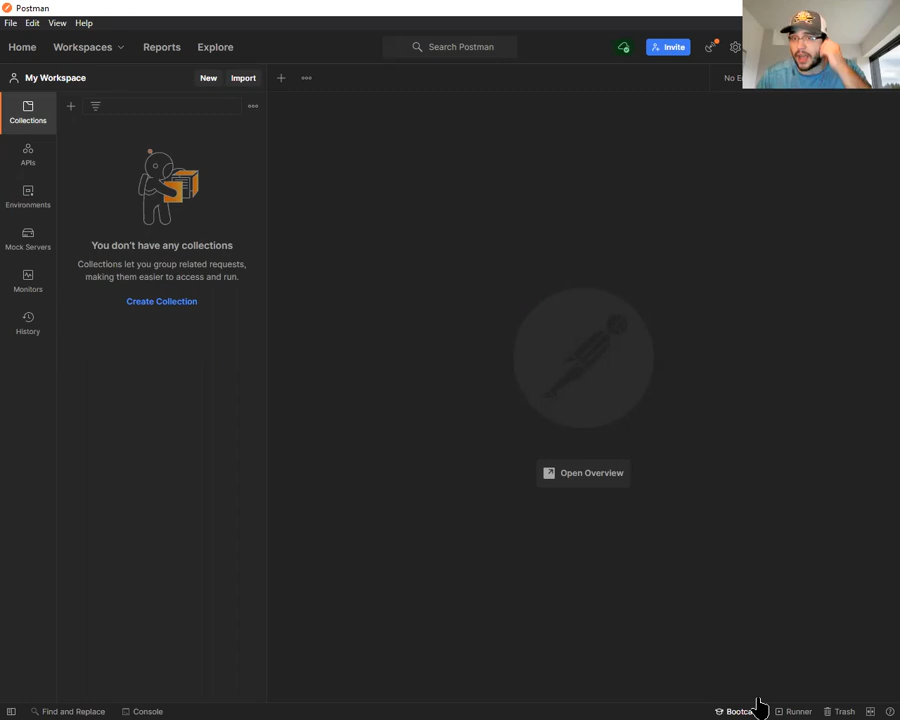 Postman
File Edit View Help
Home Workspaces Reports Explore Search Postman Invite
My Workspace New Import No
Collections
APIs
Environments
Mock Servers
Monitors
History
You don't have any collections
Collections let you group related requests,
making them easier to access and run.
Create Collection
Open Overview
Find and Replace Console Runner Trash